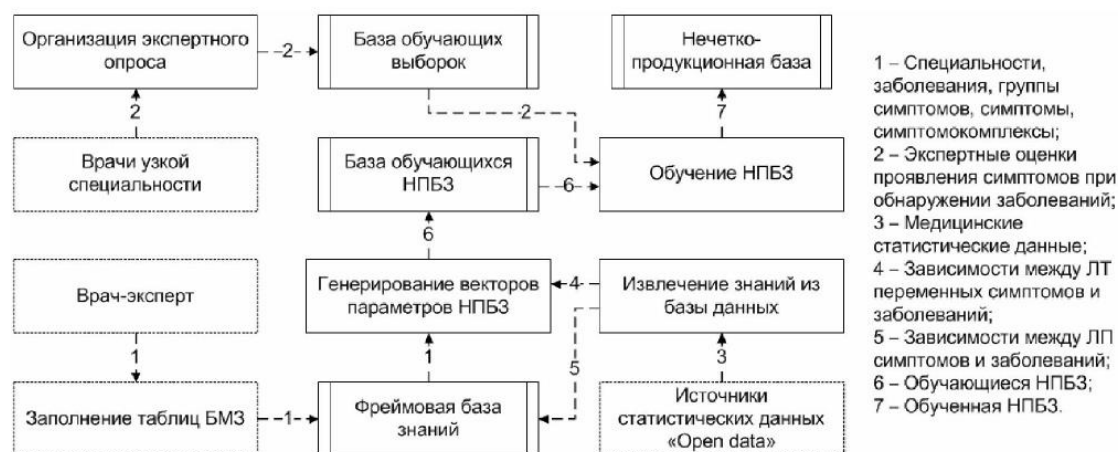 Организация экспертного
опроса
2
База обучающих
выборок
Нечетко-
продукционная база
2
2
7
Врачи узкой
специальности
База обучающихся
НПБЗ
6
Обучение НПБЗ
6
Врач-эксперт
Генерирование векторов
параметров НПБЗ
4
Извлечение знаний из
базы данных
1
1
5
3
Заполнение таблиц БМЗ
1
Фреймовая база
знаний
Источники
статистических данных
«Open data»
1 – Специальности,
заболевания, группы
симптомов, симптомы,
симптомокомплексы;
2 – Экспертные оценки
проявления симптомов при
обнаружении заболеваний;
3 – Медицинские
статистические данные;
4 – Зависимости между ЛТ
переменных симптомов и
заболеваний;
5 – Зависимости между ЛП
симптомов и заболеваний;
6 – Обучающиеся НПБЗ;
7 – Обученная НПБЗ.